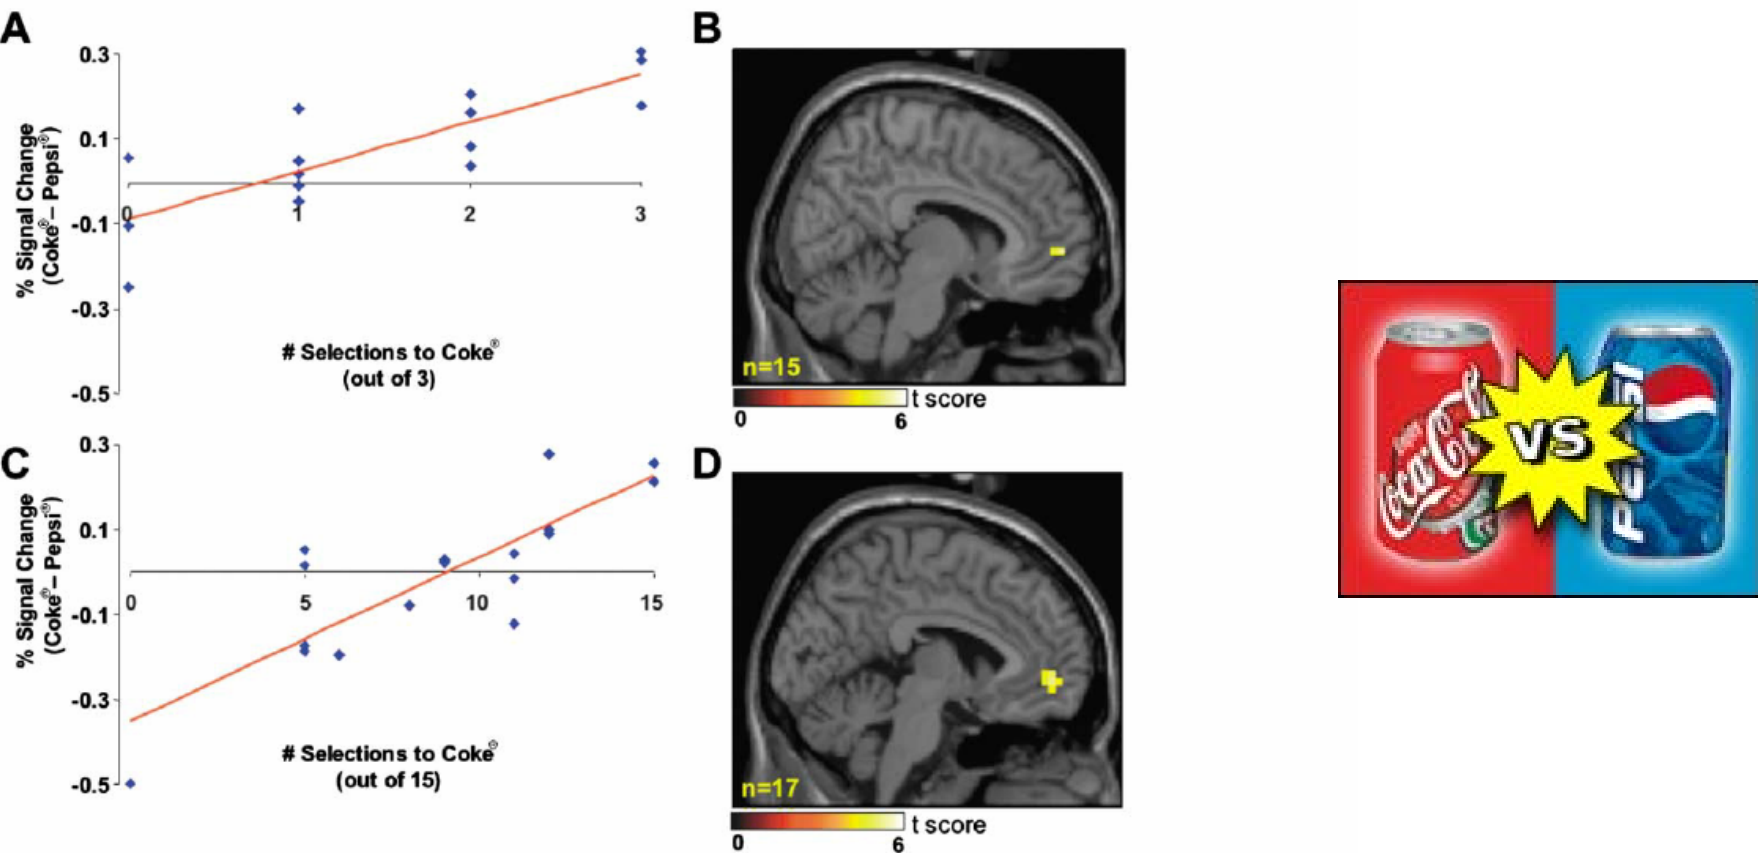 A
0.3
0.1
-0.1
-0.3
-0.5
% Signal Change
(Coke® – Pepsi®)
0 1 2 3
# Selections to Coke®
(out of 3)
B
n=15
0 6
t score
C
0.3
0.1
-0.1
-0.3
-0.5
% Signal Change
(Coke® – Pepsi®)
0 5 10 15
# Selections to Coke®
(out of 15)
D
n=17
0 6
t score
VS